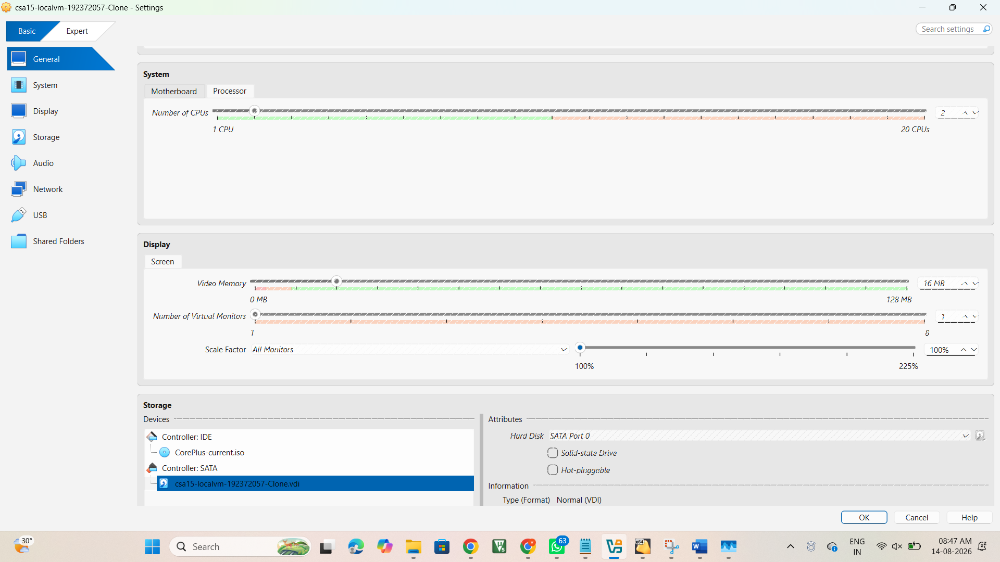 csa15-localvm-192372057-Clone - Settings
Basic
Expert
Search settings
General
System
Display
Storage
Audio
Network
USB
Shared Folders
System
Motherboard
Processor
Number of CPUs
2
1 CPU
20 CPUs
Display
Screen
Video Memory
16 MB
0 MB
128 MB
Number of Virtual Monitors
1
1
8
Scale Factor
All Monitors
100%
100%
225%
Storage
Devices
Controller: IDE
CorePlus-current.iso
Controller: SATA
csa15-localvm-192372057-Clone.vdi
Attributes
Hard Disk
SATA Port 0
Solid-state Drive
Hot-pluggable
Information
Type (Format)
Normal (VDI)
OK
Cancel
Help
30°
Search
63
x64
ENG
IN
08:47 AM
14-08-2026